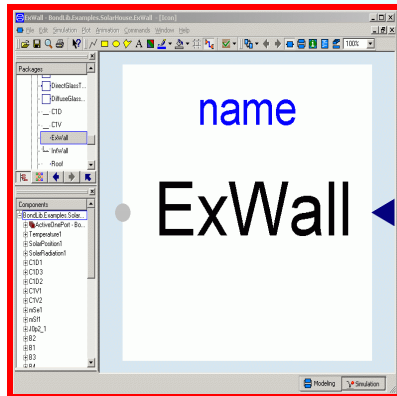 ExWall - BondLib.Examples.SolarHouse.ExWall - [Icon]
File Edit Simulation Plot Animation Commands Window Help
100%
Packages
DirectGlassT...
DiffuseGlass...
C1D
C1V
ExWall
IntWall
Roof
Components
BondLib.Examples.Solar...
ActiveOnePort - Bo...
Temperature1
SolarPosition1
SolarRadiation1
C1D1
C1D3
C1D2
C1V1
C1V2
mSe1
mSf1
J0p2_1
B2
B1
B3
B4
name
ExWall
Modeling
Simulation